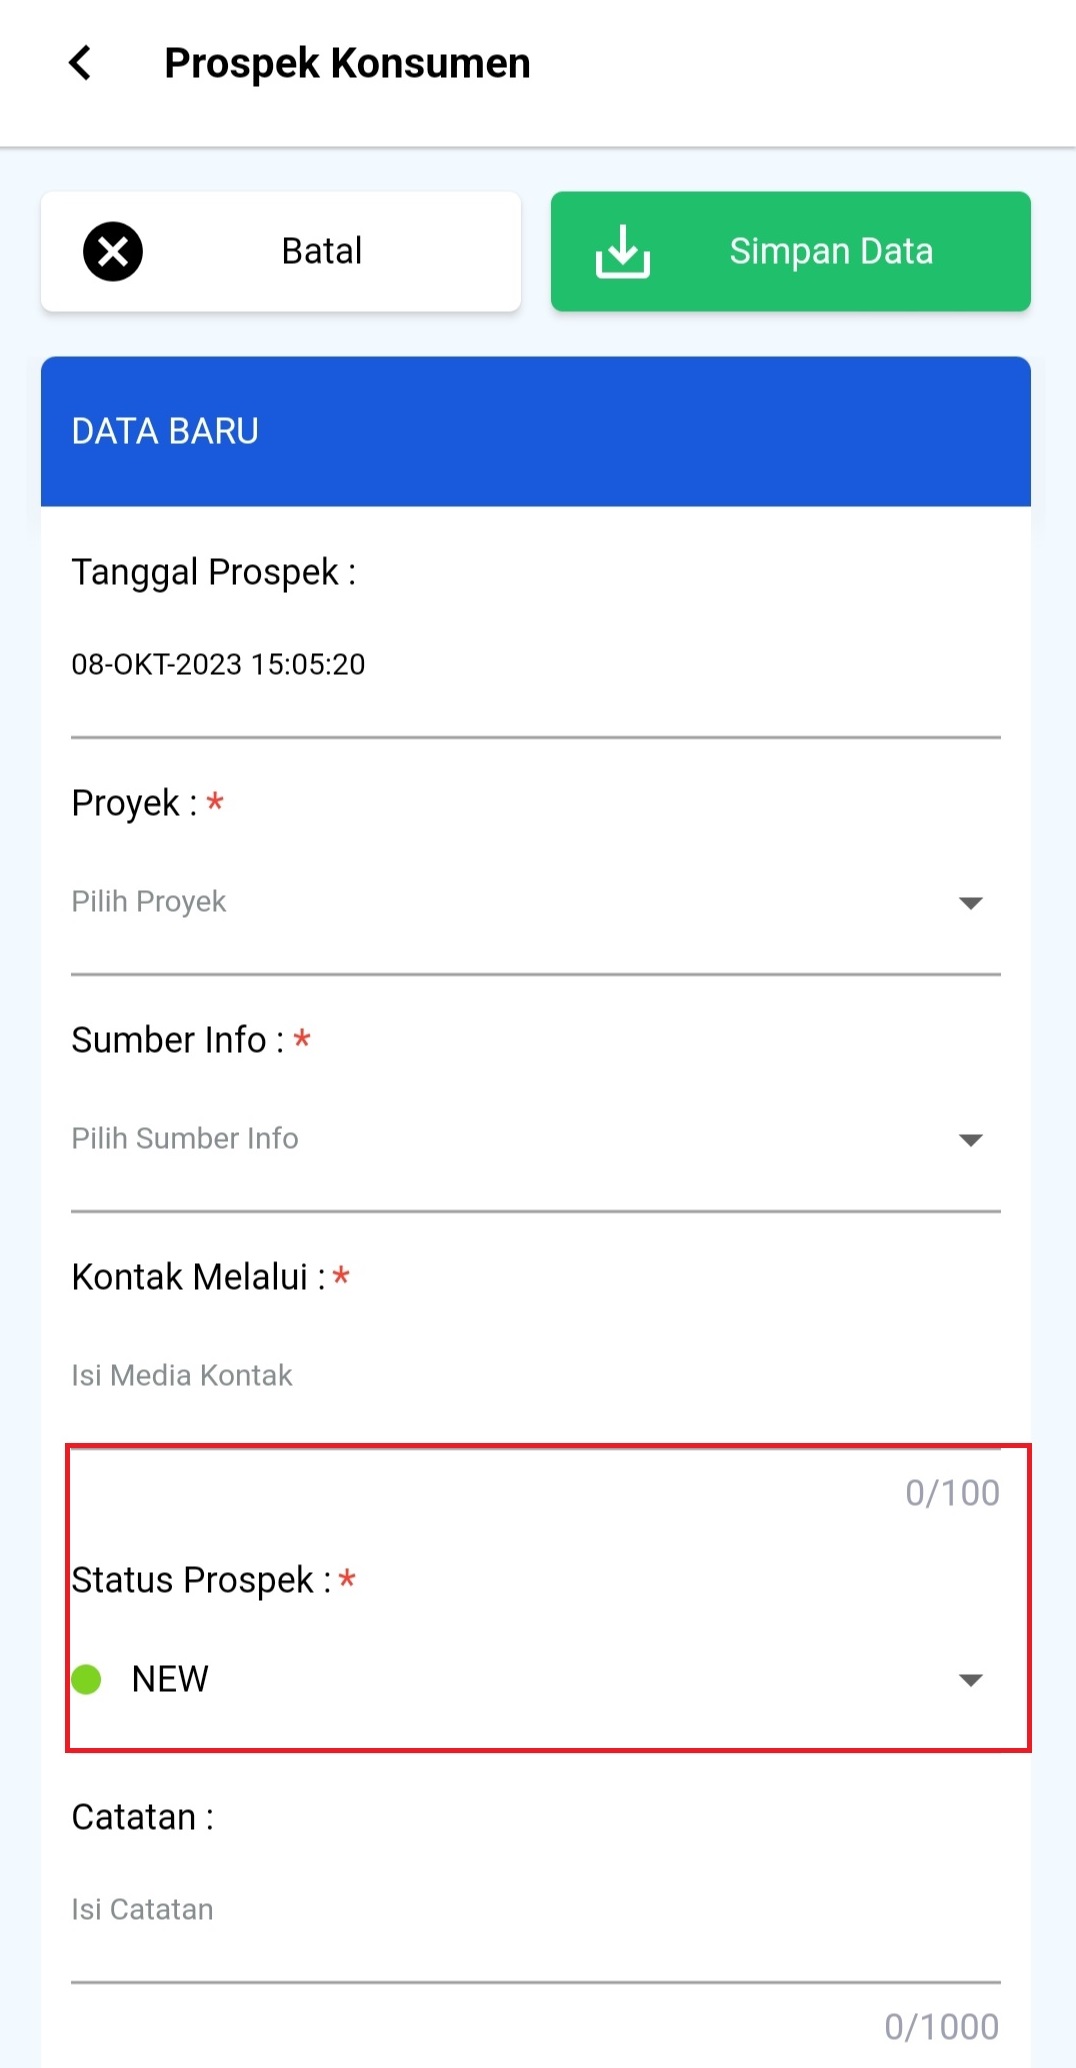 Prospek Konsumen
Batal
Simpan Data
DATA BARU
Tanggal Prospek :
08-OKT-2023 15:05:20
Proyek : *
Pilih Proyek
Sumber Info : *
Pilih Sumber Info
Kontak Melalui : *
Isi Media Kontak
0/100
Status Prospek : *
NEW
Catatan :
Isi Catatan
0/1000